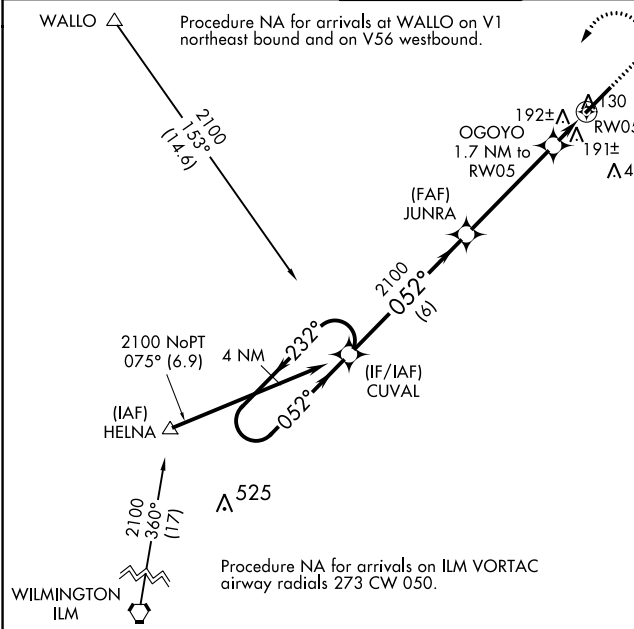 WALLO
Procedure NA for arrivals at WALLO on V1
northeast bound and on V56 westbound.
2100
153°
(14.6)
192±
130
RW05
OGOYO
1.7 NM to
RW05
191±
4
(FAF)
JUNRA
2100
052°
(6)
2100 NoPT
075° (6.9)
4 NM
232°
052°
(IF/IAF)
CUVAL
(IAF)
HELNA
525
2100
360°
(17)
Procedure NA for arrivals on ILM VORTAC
airway radials 273 CW 050.
WILMINGTON
ILM